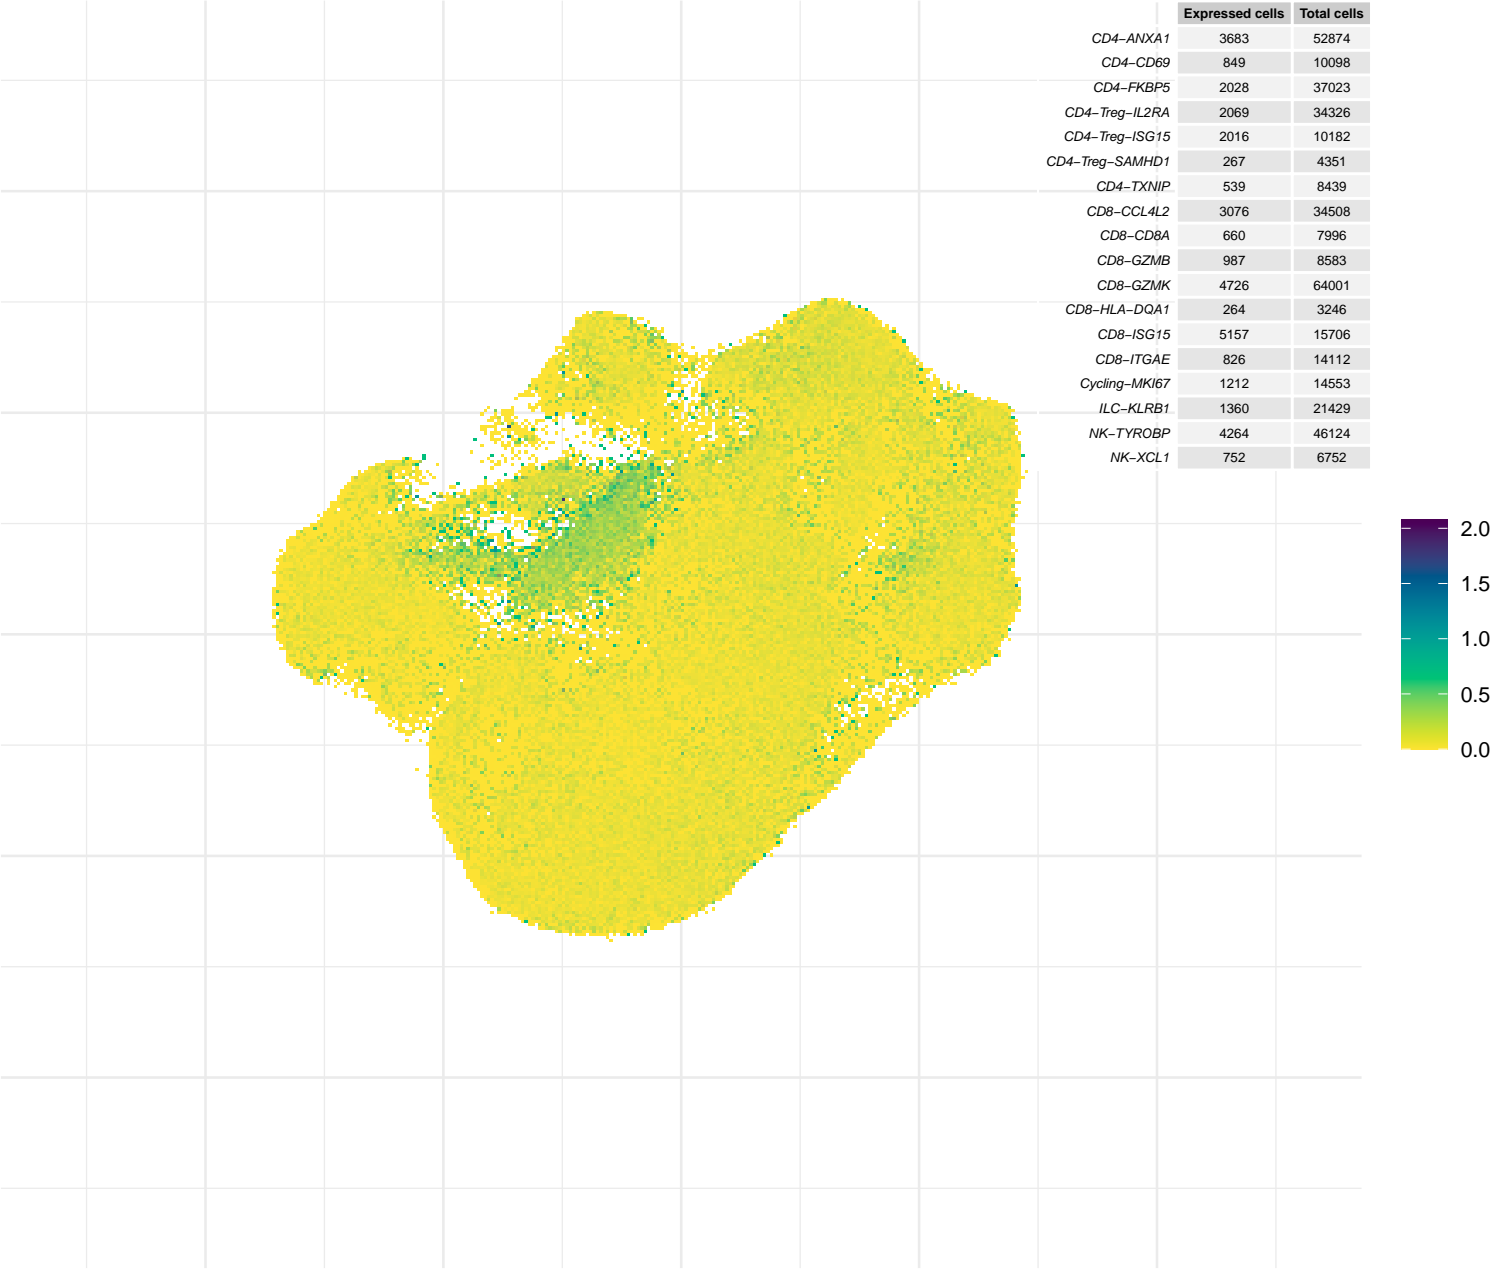 Expressed cells Total cells
CD4−ANXA1 3683 52874
CD4−CD69 849 10098
CD4−FKBP5 2028 37023
CD4−Treg−IL2RA 2069 34326
CD4−Treg−ISG15 2016 10182
CD4−Treg−SAMHD1 267 4351
CD4−TXNIP 539 8439
CD8−CCL4L2 3076 34508
CD8−CD8A 660 7996
CD8−GZMB 987 8583
CD8−GZMK 4726 64001
CD8−HLA−DQA1 264 3246
CD8−ISG15 5157 15706
CD8−ITGAE 826 14112
Cycling−MKI67 1212 14553
ILC−KLRB1 1360 21429
NK−TYROBP 4264 46124
NK−XCL1 752 6752
2.0
1.5
1.0
0.5
0.0